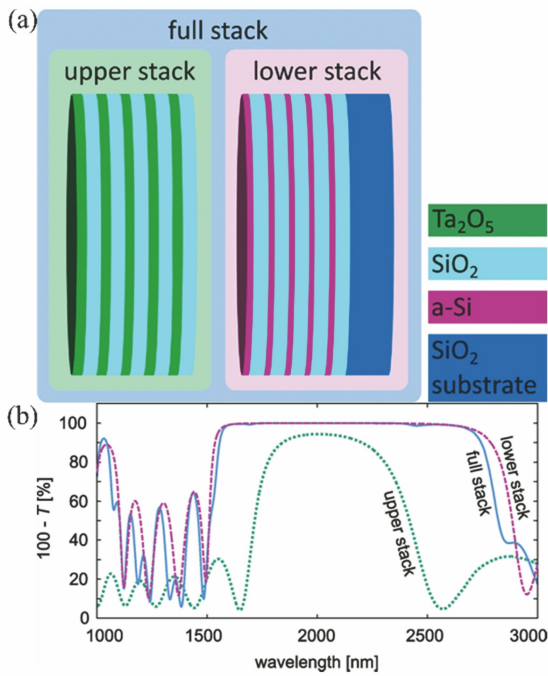 (a)
full stack
upper stack
lower stack
Ta₂O₅
SiO₂
a-Si
SiO₂
substrate
(b)
100 - T [%]
100
80
60
40
20
0
upper stack
full stack
lower stack
1000
1500
2000
2500
3000
wavelength [nm]